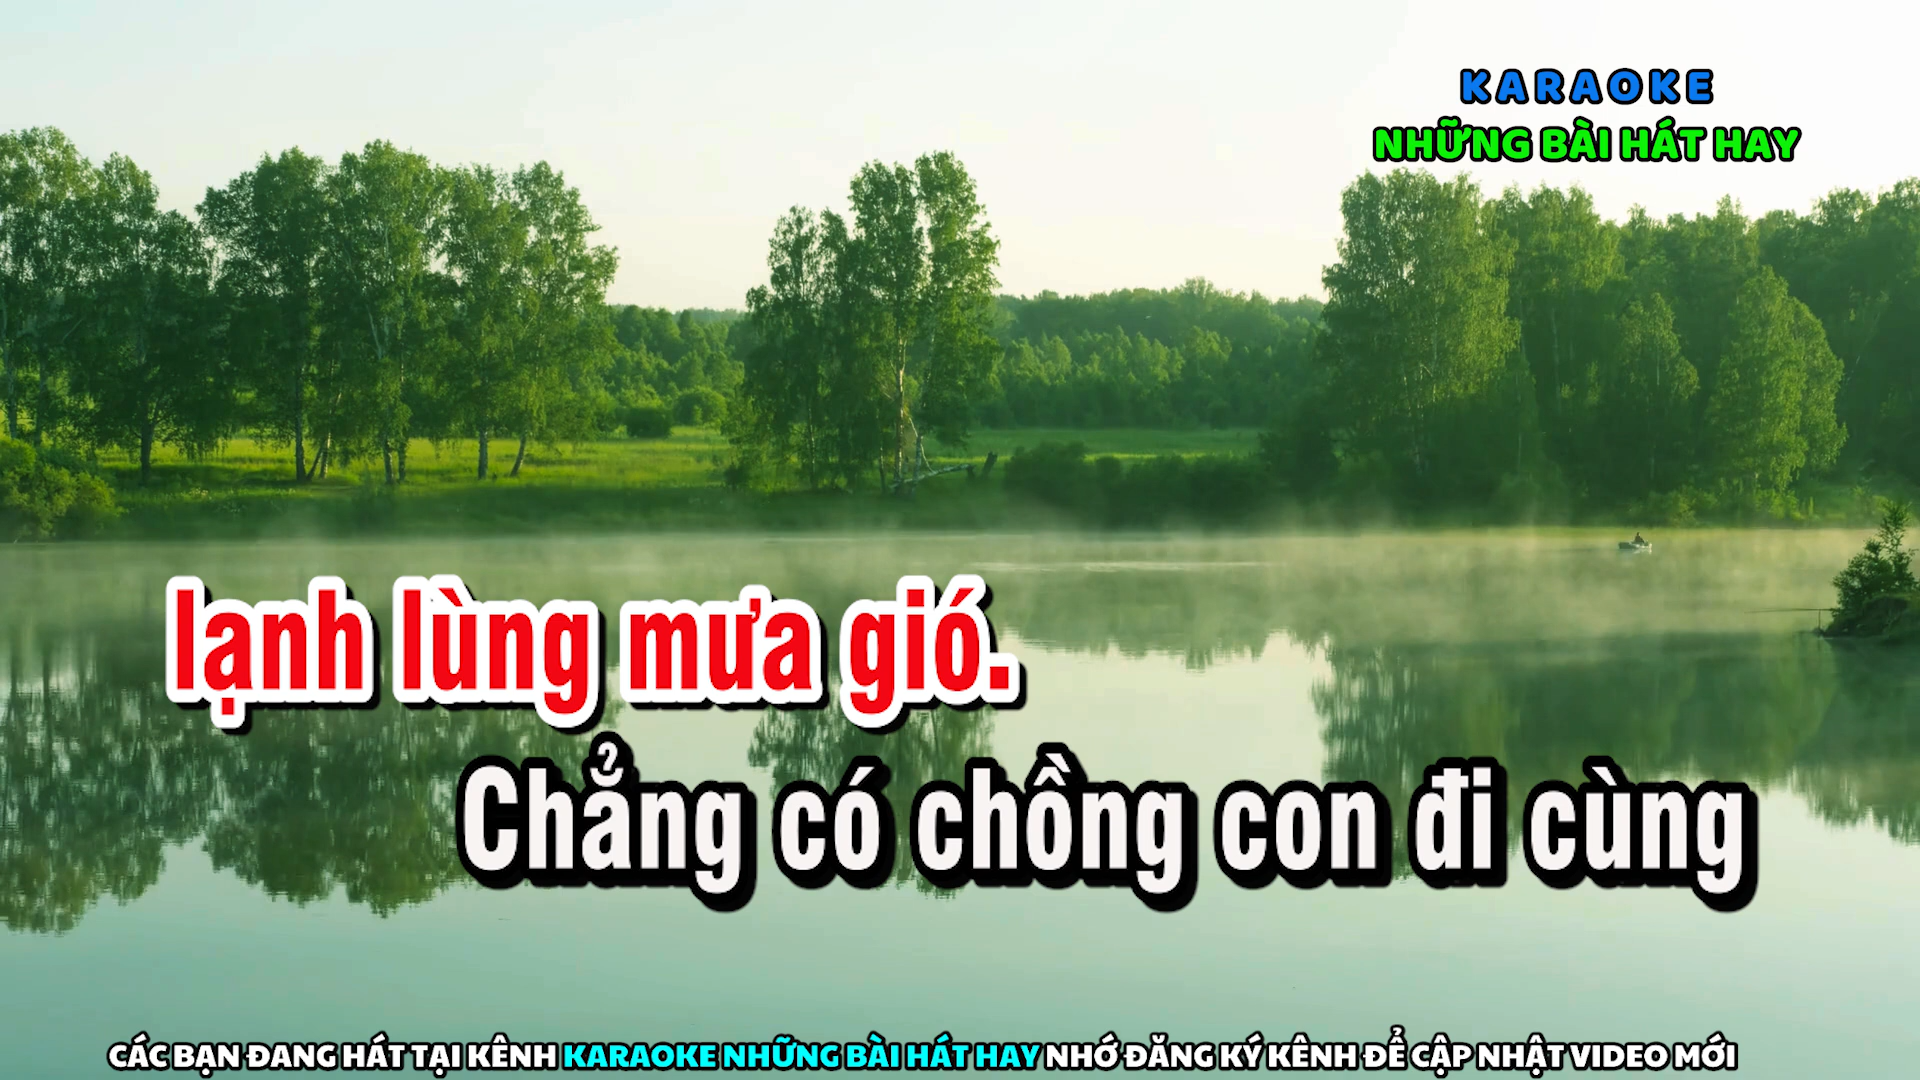 KARAOKE
NHỮNG BÀI HÁT HAY
lạnh lùng mưa gió.
Chẳng có chồng con đi cùng
CÁC BẠN ĐANG HÁT TẠI KÊNH KARAOKE NHỮNG BÀI HÁT HAY NHỚ ĐĂNG KÝ KÊNH ĐỂ CẬP NHẬT VIDEO MỚI